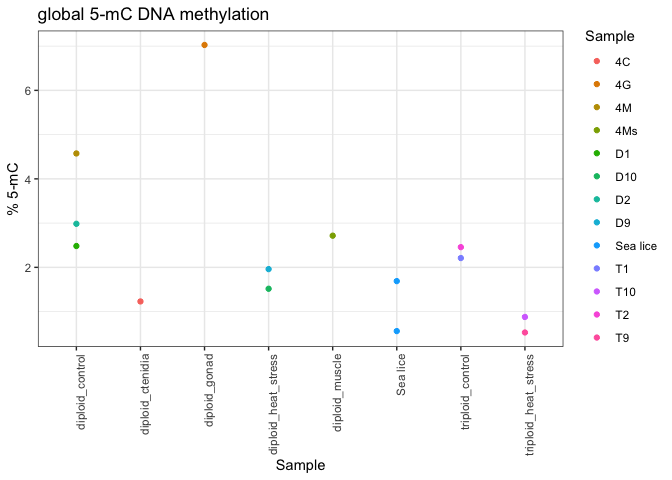 global 5-mC DNA methylation
% 5-mC
6
4
2
diploid_control
diploid_ctenidia
diploid_gonad
diploid_heat_stress
diploid_muscle
Sea lice
triploid_control
triploid_heat_stress
Sample
Sample
4C
4G
4M
4Ms
D1
D10
D2
D9
Sea lice
T1
T10
T2
T9